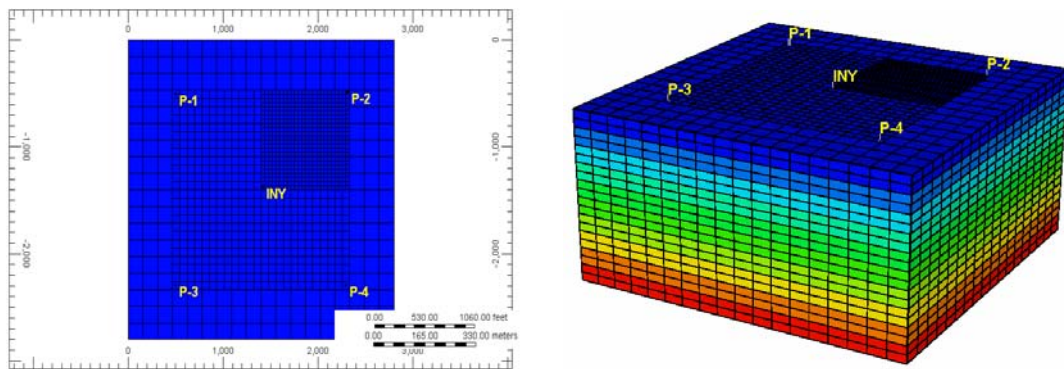 0 1,000 2,000 3,000
0 0
P-1 P-2
-1,000 -1,000
INY
-2,000 -2,000
P-3 P-4
0.00 530.00 1060.00 feet
0.00 165.00 330.00 meters
0 1,000 2,000 3,000
P-1
P-2
INY
P-3
P-4